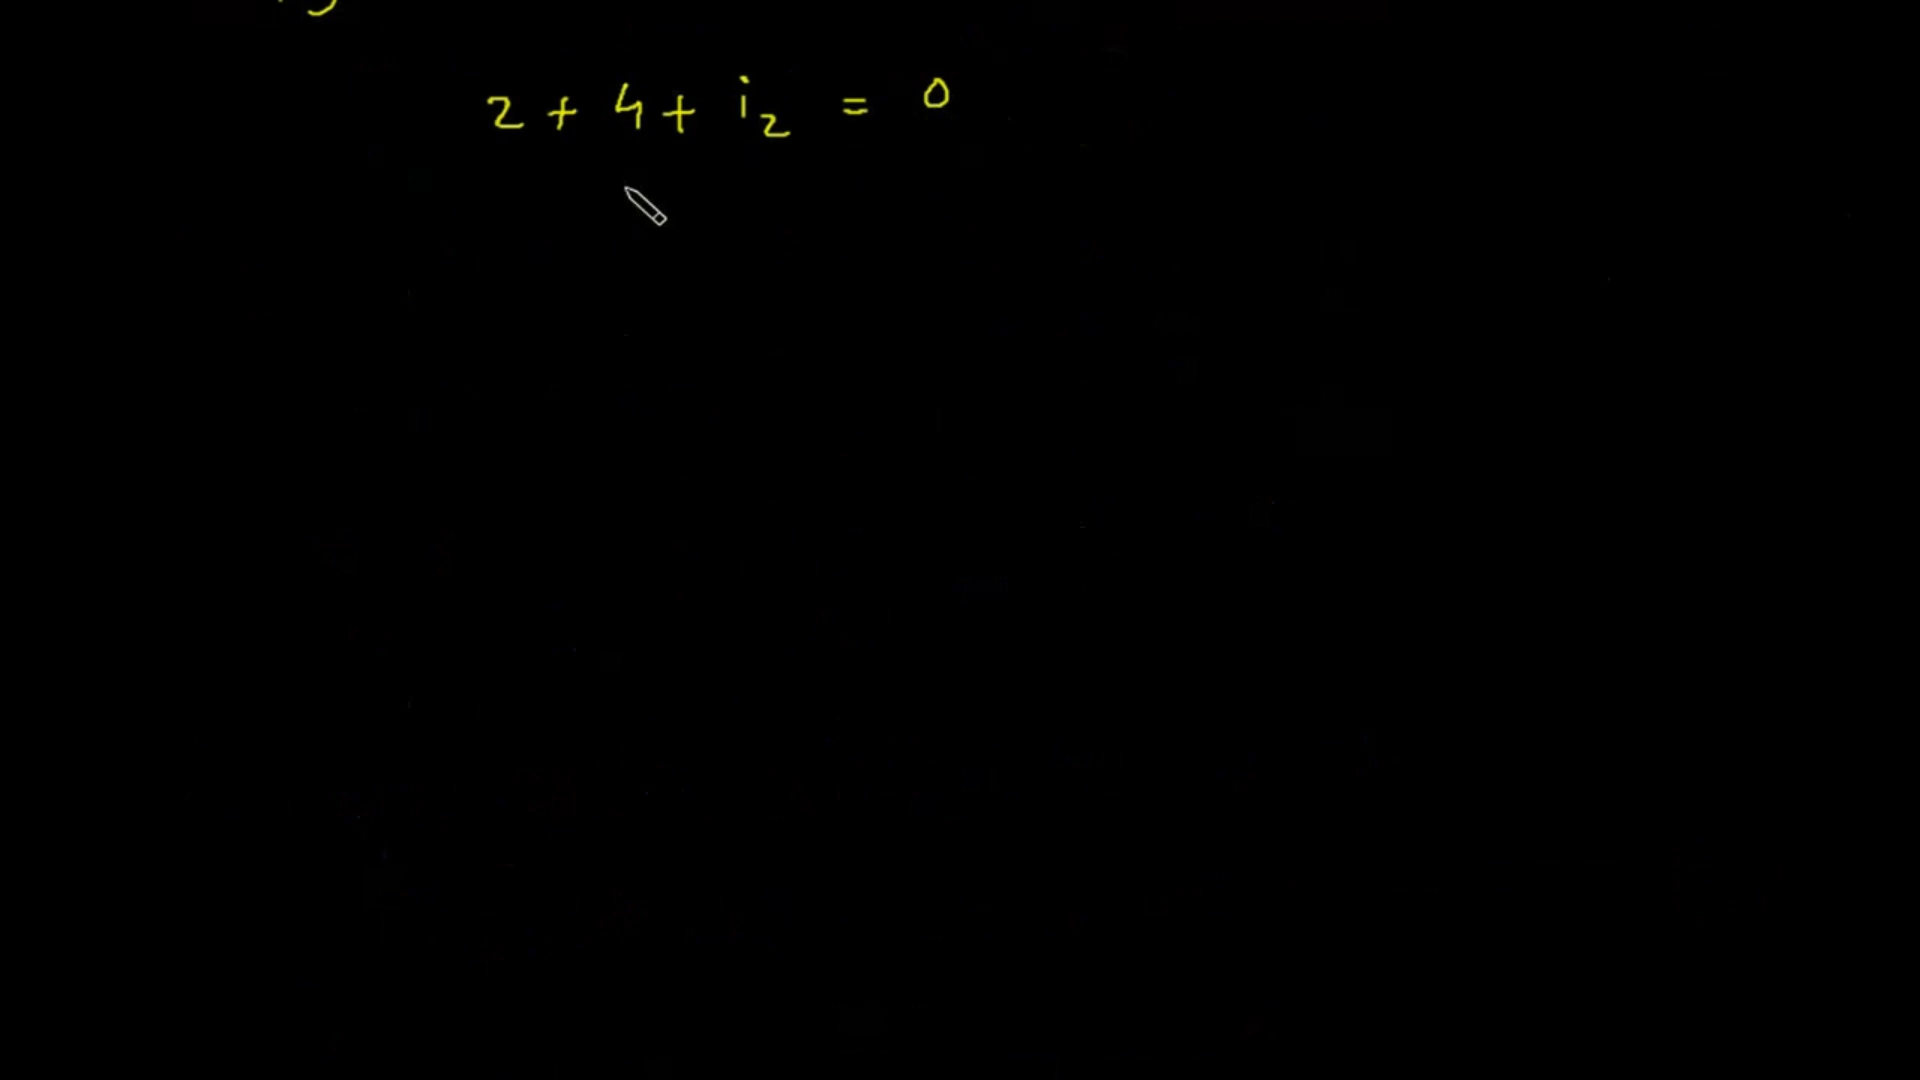 2 + 4 + i₂ = 0